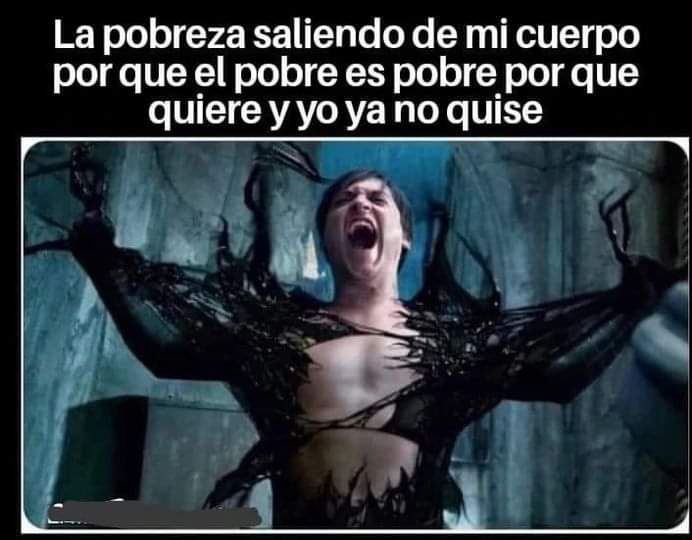 La pobreza saliendo de mi cuerpo
por que el pobre es pobre por que
quiere y yo ya no quise